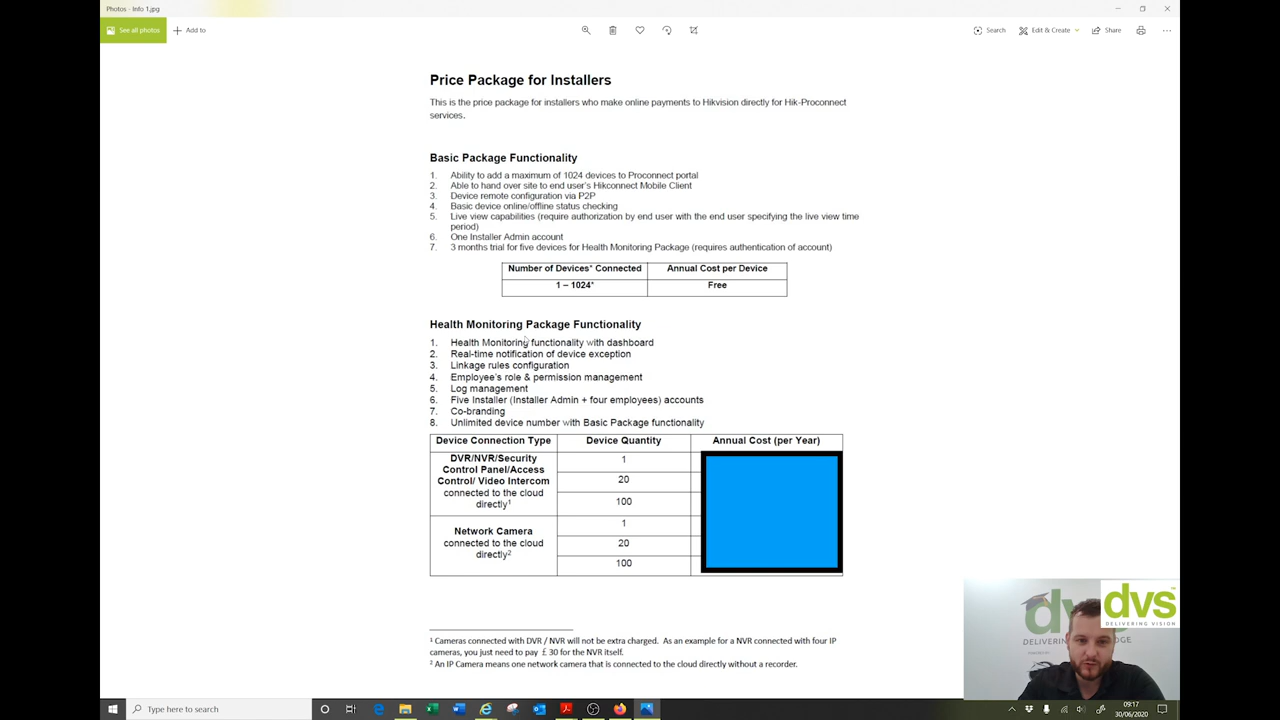 Photos - Info 1.jpg
See all photos
Add to
Search
Edit & Create
Share
Price Package for Installers
This is the price package for installers who make online payments to Hikvision directly for Hik-Proconnect
services.
Basic Package Functionality
1. Ability to add a maximum of 1024 devices to Proconnect portal
2. Able to hand over site to end user's Hikconnect Mobile Client
3. Device remote configuration via P2P
4. Basic device online/offline status checking
5. Live view capabilities (require authorization by end user with the end user specifying the live view time
period)
6. One Installer Admin account
7. 3 months trial for five devices for Health Monitoring Package (requires authentication of account)
Number of Devices* Connected Annual Cost per Device
1 – 1024* Free
Health Monitoring Package Functionality
1. Health Monitoring functionality with dashboard
2. Real-time notification of device exception
3. Linkage rules configuration
4. Employee's role & permission management
5. Log management
6. Five Installer (Installer Admin + four employees) accounts
7. Co-branding
8. Unlimited device number with Basic Package functionality
Device Connection Type Device Quantity Annual Cost (per Year)
DVR/NVR/Security
Control Panel/Access
Control/ Video Intercom
connected to the cloud
directly¹
1
20
100
Network Camera
connected to the cloud
directly²
1
20
100
¹ Cameras connected with DVR / NVR will not be extra charged. As an example for a NVR connected with four IP
cameras, you just need to pay £ 30 for the NVR itself.
² An IP Camera means one network camera that is connected to the cloud directly without a recorder.
dvs
DELIVERING VISION
Type here to search
09:17
30/06/2020